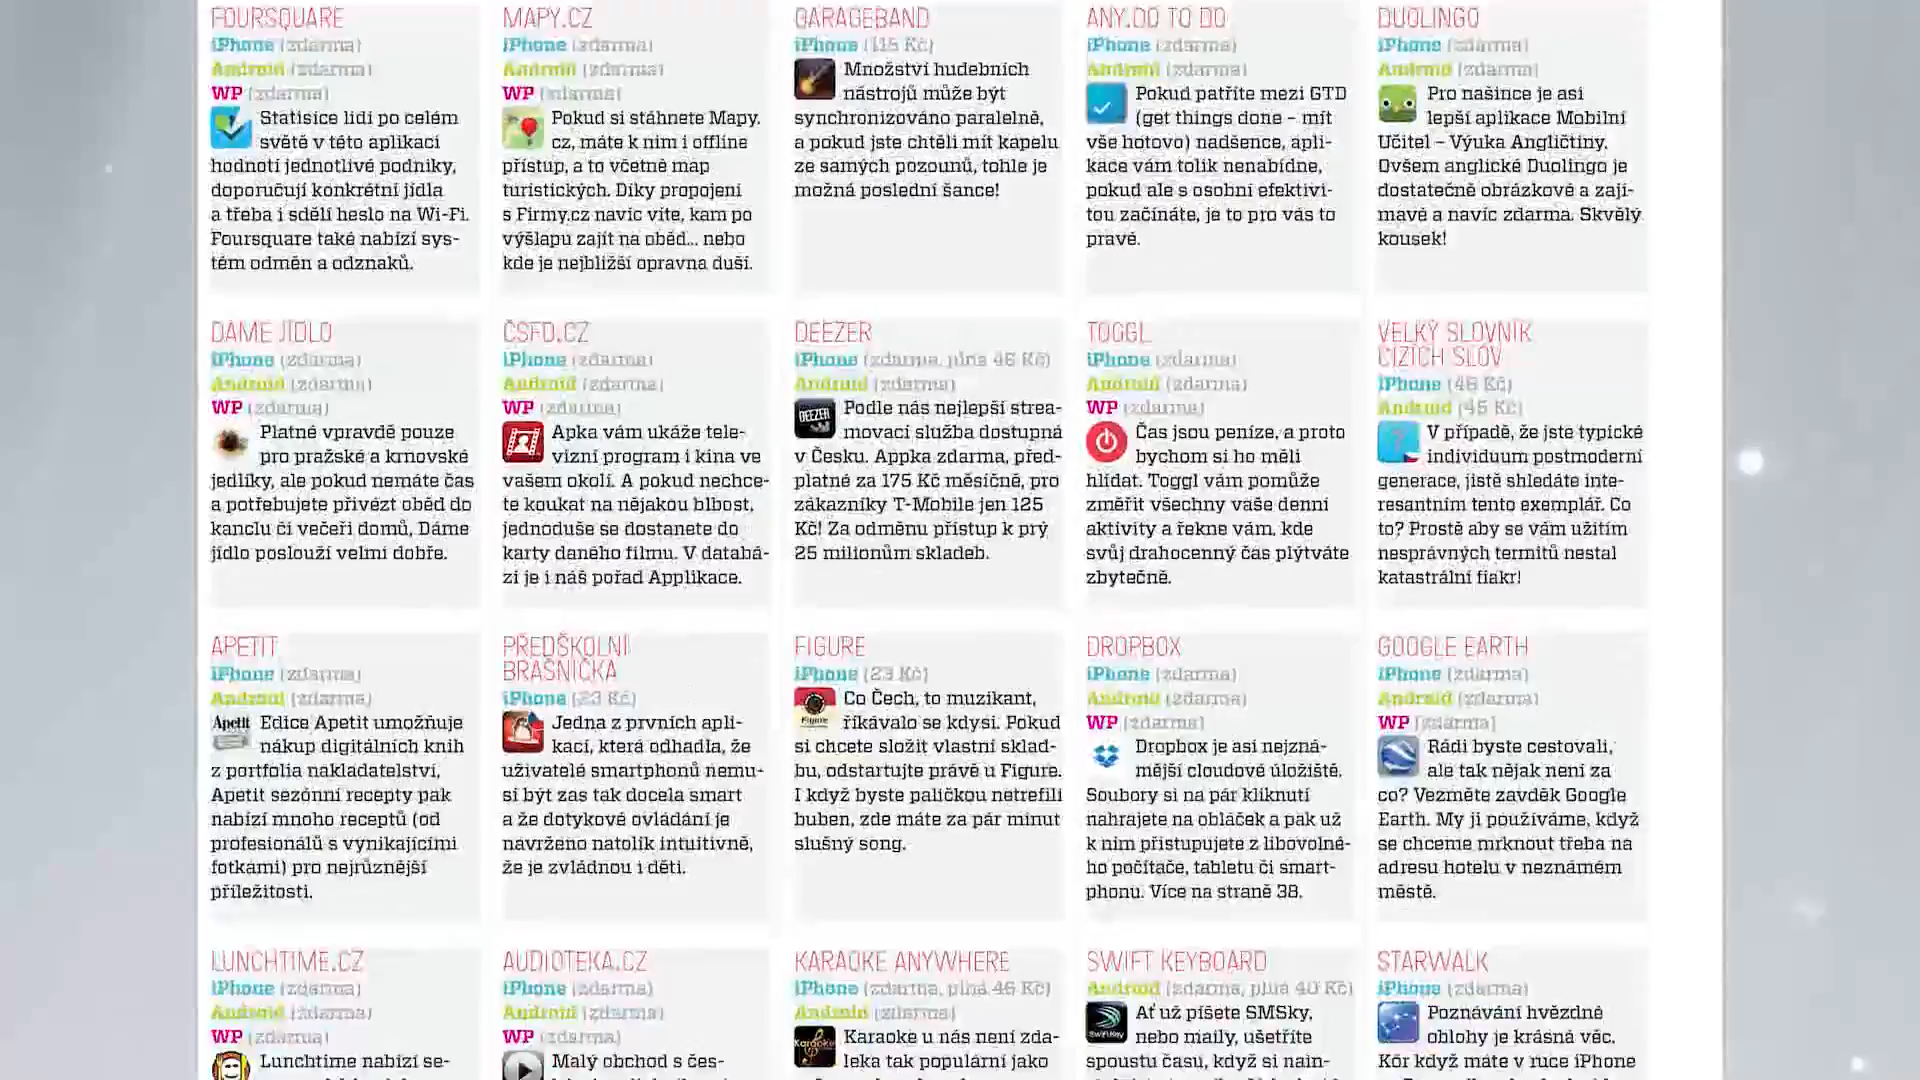 FOURSQUARE
iPhone (zdarma)
Android (zdarma)
WP (zdarma)
Statisíce lidí po celém
světě v této aplikaci
hodnotí jednotlivé podniky,
doporučují konkrétní jídla
a třeba i sdělí heslo na Wi-Fi.
Foursquare také nabízí sys-
tém odměn a odznaků.
MAPY.CZ
iPhone (zdarma)
Android (zdarma)
WP (zdarma)
Pokud si stáhnete Mapy.
cz, máte k nim i offline
přístup, a to včetně map
turistických. Díky propojení
s Firmy.cz navíc víte, kam po
výšlapu zajít na oběd... nebo
kde je nejbližší opravna duší.
GARAGEBAND
iPhone (115 Kč)
Množství hudebních
nástrojů může být
synchronizováno paralelně,
a pokud jste chtěli mít kapelu
ze samých pozounů, tohle je
možná poslední šance!
ANY.DO TO DO
iPhone (zdarma)
Android (zdarma)
Pokud patříte mezi GTD
(get things done – mít
vše hotovo) nadšence, apli-
kace vám tolik nenabídne,
pokud ale s osobní efektivi-
tou začínáte, je to pro vás to
pravé.
DUOLINGO
iPhone (zdarma)
Android (zdarma)
Pro našince je asi
lepší aplikace Mobilní
Učitel – Výuka Angličtiny.
Ovšem anglické Duolingo je
dostatečně obrázkové a zají-
mavé a navíc zdarma. Skvělý
kousek!
DÁME JÍDLO
iPhone (zdarma)
Android (zdarma)
WP (zdarma)
Platné vpravdě pouze
pro pražské a krnovské
jedlíky, ale pokud nemáte čas
a potřebujete přivézt oběd do
kanclu či večeři domů, Dáme
jídlo poslouží velmi dobře.
ČSFD.CZ
iPhone (zdarma)
Android (zdarma)
WP (zdarma)
Apka vám ukáže tele-
vizní program i kina ve
vašem okolí. A pokud nechce-
te koukat na nějakou blbost,
jednoduše se dostanete do
karty daného filmu. V databá-
zi je i náš pořad Applikace.
DEEZER
iPhone (zdarma, plná 46 Kč)
Android (zdarma)
DEEZER
Podle nás nejlepší strea-
movací služba dostupná
v Česku. Appka zdarma, před-
platné za 175 Kč měsíčně, pro
zákazníky T-Mobile jen 125
Kč! Za odměnu přístup k prý
25 milionům skladeb.
TOGGL
iPhone (zdarma)
Android (zdarma)
WP (zdarma)
Čas jsou peníze, a proto
bychom si ho měli
hlídat. Toggl vám pomůže
změřit všechny vaše denní
aktivity a řekne vám, kde
svůj drahocenný čas plýtváte
zbytečně.
VELKÝ SLOVNÍK
CIZÍCH SLOV
iPhone (46 Kč)
Android (45 Kč)
V případě, že jste typické
individuum postmoderní
generace, jistě shledáte inte-
resantním tento exemplář. Co
to? Prostě aby se vám užitím
nesprávných termitů nestal
katastrální fiakr!
APETIT
iPhone (zdarma)
Android (zdarma)
Apetit
Edice Apetit umožňuje
nákup digitálních knih
z portfolia nakladatelství,
Apetit sezónní recepty pak
nabízí mnoho receptů (od
profesionálů s vynikajícími
fotkami) pro nejrůznější
příležitosti.
PŘEDŠKOLNÍ
BRAŠNIČKA
iPhone (23 Kč)
Jedna z prvních apli-
kací, která odhadla, že
uživatelé smartphonů nemu-
sí být zas tak docela smart
a že dotykové ovládání je
navrženo natolik intuitivně,
že je zvládnou i děti.
FIGURE
iPhone (23 Kč)
Figure
Co Čech, to muzikant,
říkávalo se kdysi. Pokud
si chcete složit vlastní sklad-
bu, odstartujte právě u Figure.
I když byste paličkou netrefili
buben, zde máte za pár minut
slušný song.
DROPBOX
iPhone (zdarma)
Android (zdarma)
WP (zdarma)
Dropbox je asi nejzná-
mější cloudové úložiště.
Soubory si na pár kliknutí
nahrajete na obláček a pak už
k nim přistupujete z libovolné-
ho počítače, tabletu či smart-
phonu. Více na straně 38.
GOOGLE EARTH
iPhone (zdarma)
Android (zdarma)
WP (zdarma)
Rádi byste cestovali,
ale tak nějak není za
co? Vezměte zavděk Google
Earth. My ji používáme, když
se chceme mrknout třeba na
adresu hotelu v neznámém
městě.
LUNCHTIME.CZ
iPhone (zdarma)
Android (zdarma)
WP (zdarma)
Lunchtime nabízí se-
AUDIOTEKA.CZ
iPhone (zdarma)
Android (zdarma)
WP (zdarma)
Malý obchod s čes-
KARAOKE ANYWHERE
iPhone (zdarma, plná 46 Kč)
Android (zdarma)
Karaoke
Karaoke u nás není zda-
leka tak populární jako
SWIFT KEYBOARD
Android (zdarma, plná 40 Kč)
SwiftKey
Ať už píšete SMSky,
nebo maily, ušetříte
spoustu času, když si nain-
STARWALK
iPhone (zdarma)
Poznávání hvězdné
oblohy je krásná věc.
Kór když máte v ruce iPhone